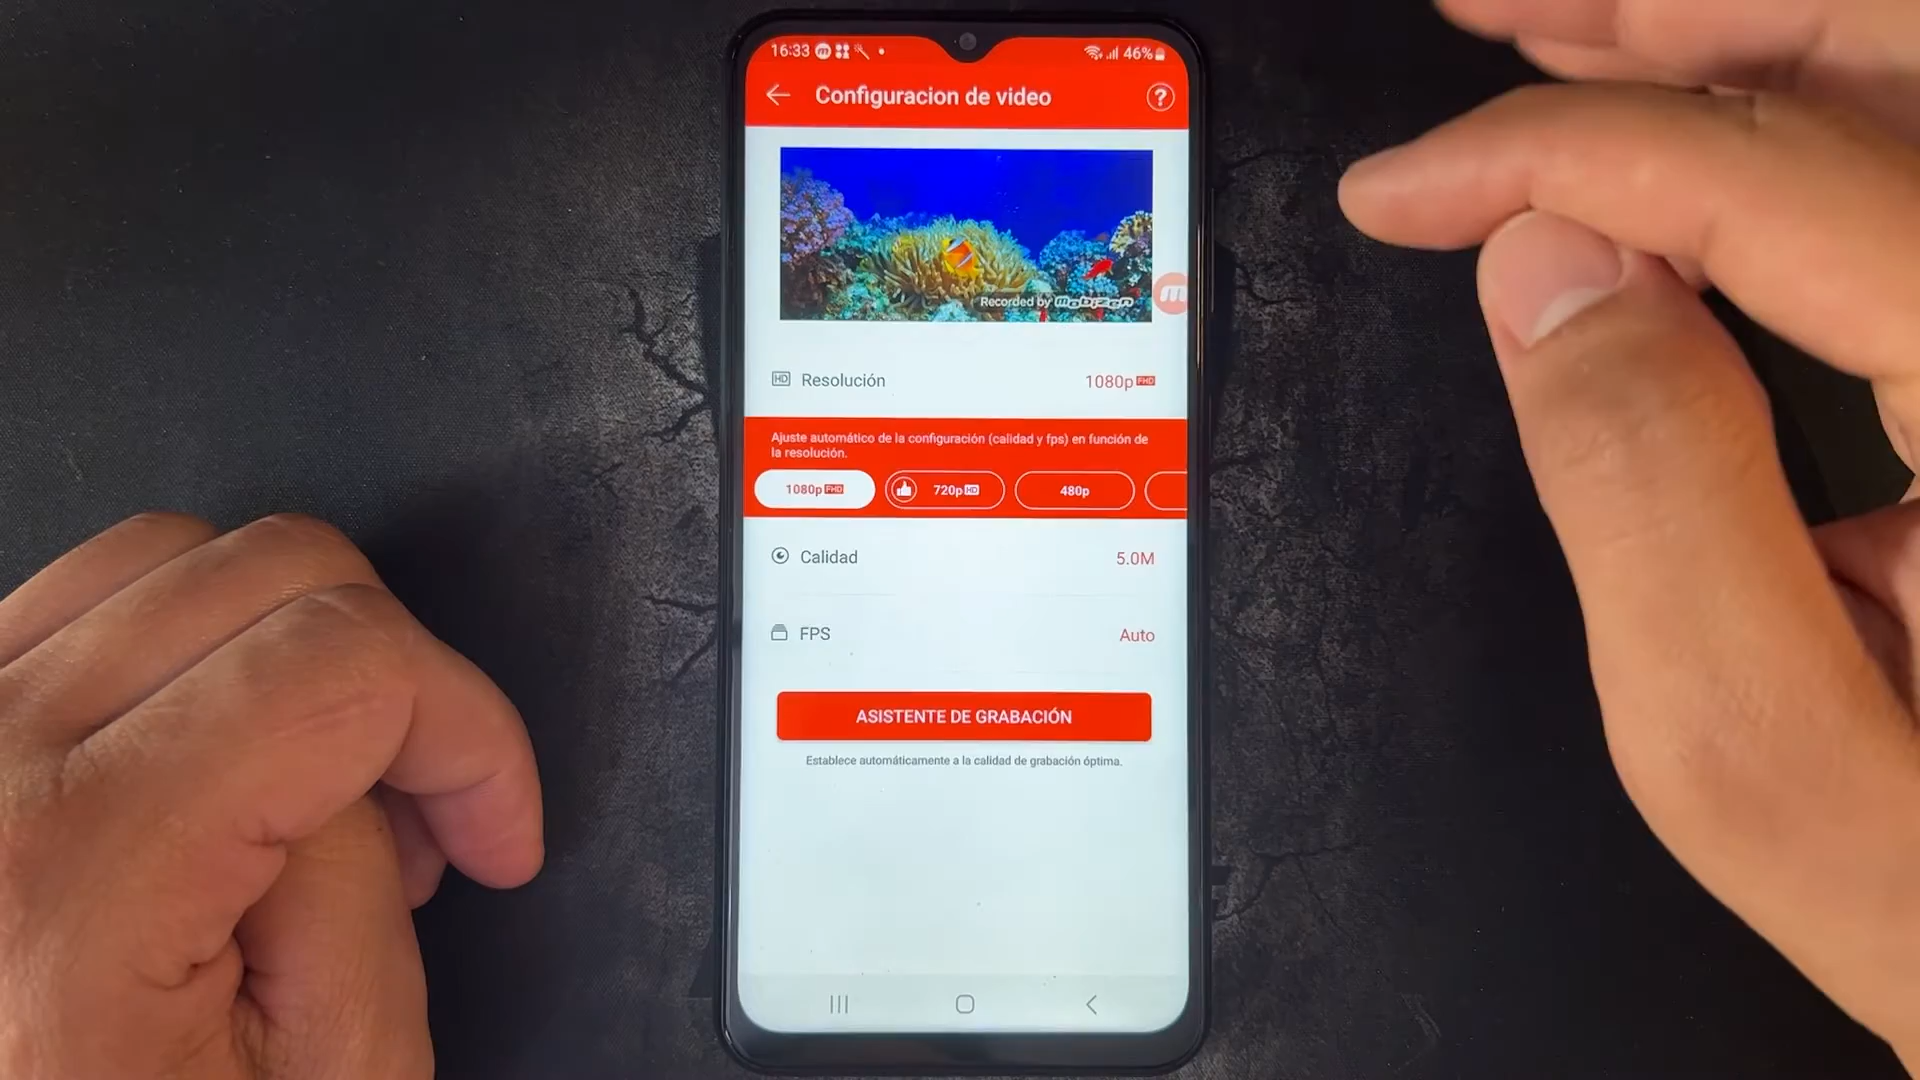 16:33
46%
Configuracion de video
?
Recorded by mobizen
m
HD Resolución
1080p FHD
Ajuste automático de la configuración (calidad y fps) en función de
la resolución.
1080p FHD
720p HD
480p
Calidad
5.0M
FPS
Auto
ASISTENTE DE GRABACIÓN
Establece automáticamente a la calidad de grabación óptima.